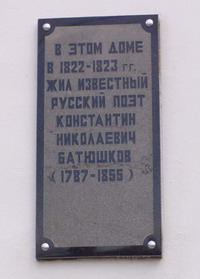 В ЭТОМ ДОМЕ
В 1822-1823 гг.
ЖИЛ ИЗВЕСТНЫЙ
РУССКИЙ ПОЭТ
КОНСТАНТИН
НИКОЛАЕВИЧ
БАТЮШКОВ
(1787-1855)